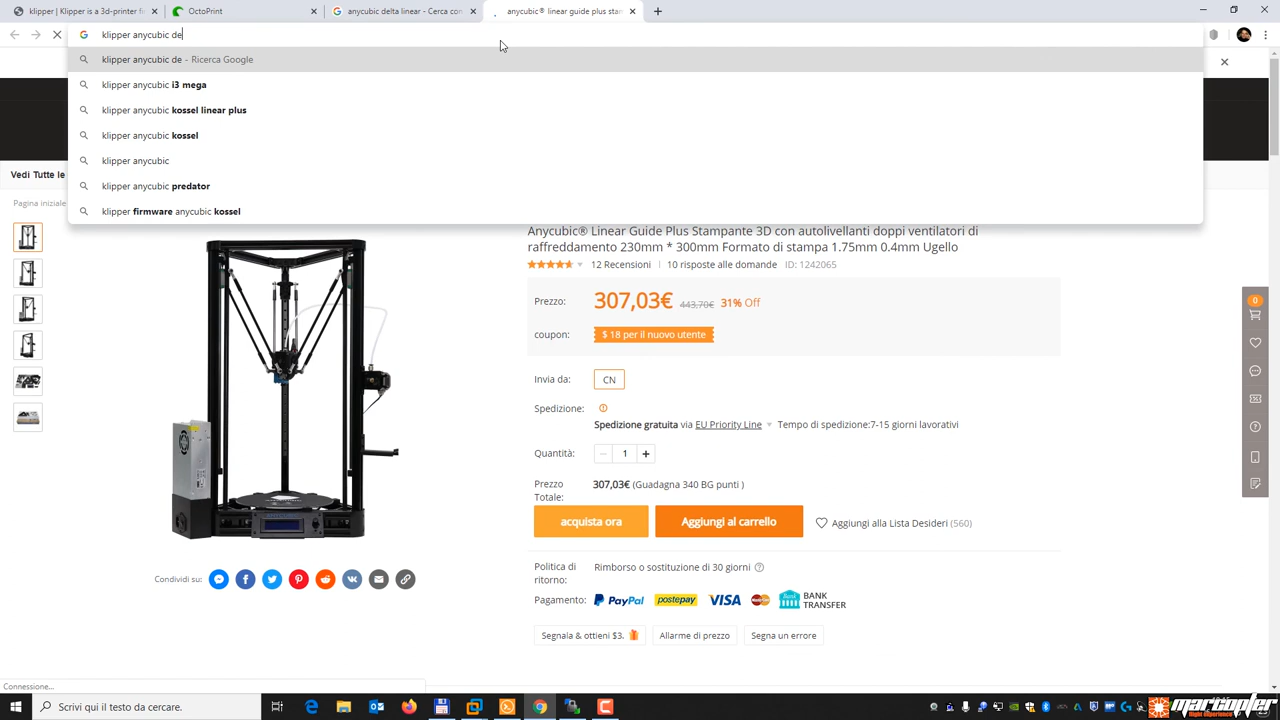 klipper | Klipper is a 3d-printer fi
OctoPrint
anycubic delta linear - Cerca con
anycubic® linear guide plus stan
klipper anycubic de
klipper anycubic de - Ricerca Google
klipper anycubic i3 mega
klipper anycubic kossel linear plus
klipper anycubic kossel
klipper anycubic
klipper anycubic predator
klipper firmware anycubic kossel
Vedi Tutte le
Pagina iniziale
Anycubic® Linear Guide Plus Stampante 3D con autolivellanti doppi ventilatori di
raffreddamento 230mm * 300mm Formato di stampa 1.75mm 0.4mm Ugello
12 Recensioni | 10 risposte alle domande ID: 1242065
Prezzo: 307,03€ 443,70€ 31% Off
coupon: $ 18 per il nuovo utente
Invia da: CN
Spedizione:
Spedizione gratuita via EU Priority Line Tempo di spedizione:7-15 giorni lavorativi
Quantità: 1
Prezzo
Totale:
307,03€ (Guadagna 340 BG punti )
acquista ora
Aggiungi al carrello
Aggiungi alla Lista Desideri (560)
Condividi su:
Politica di
ritorno:
Rimborso o sostituzione di 30 giorni
Pagamento: PayPal postepay VISA BANK
TRANSFER
Segnala & ottieni $3.
Allarme di prezzo
Segna un errore
0
Connessione...
Scrivi qui il testo da cercare.
marcopter